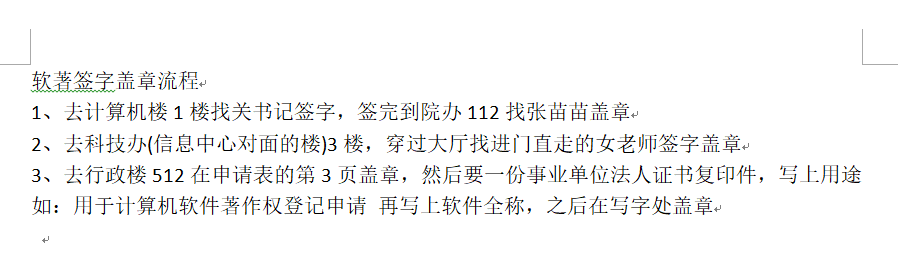 软著签字盖章流程
1、去计算机楼 1 楼找关书记签字，签完到院办 112 找张苗苗盖章
2、去科技办(信息中心对面的楼)3 楼，穿过大厅找进门直走的女老师签字盖章
3、去行政楼 512 在申请表的第 3 页盖章，然后要一份事业单位法人证书复印件，写上用途
如：用于计算机软件著作权登记申请 再写上软件全称，之后在写字处盖章